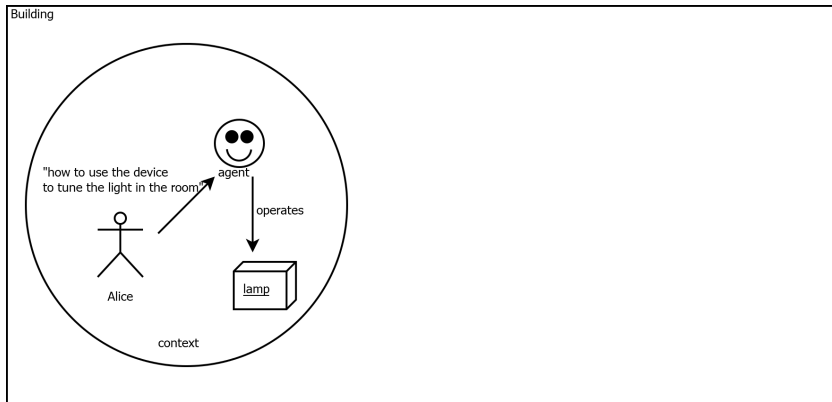 Building
"how to use the device
to tune the light in the room"
agent
operates
lamp
Alice
context